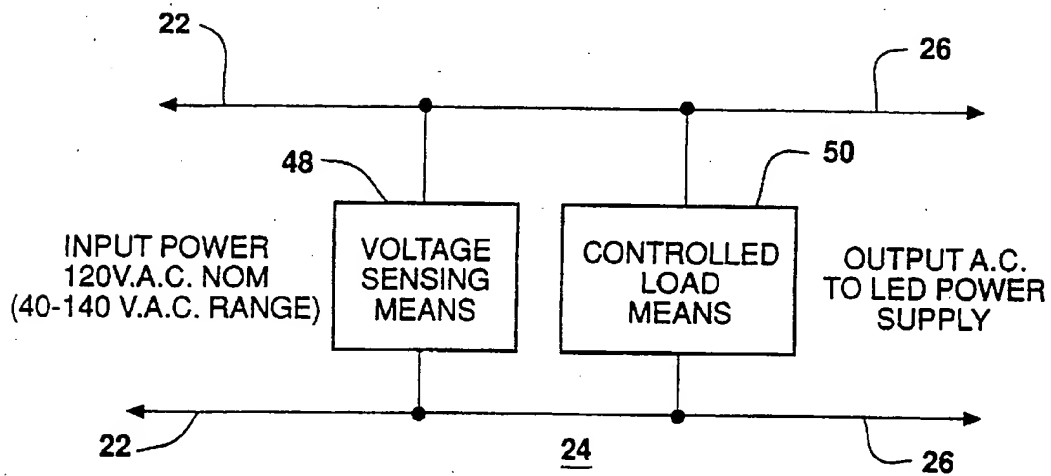 22
26
48
50
INPUT POWER
120V.A.C. NOM
(40-140 V.A.C. RANGE)
VOLTAGE
SENSING
MEANS
CONTROLLED
LOAD
MEANS
OUTPUT A.C.
TO LED POWER
SUPPLY
22
24
26